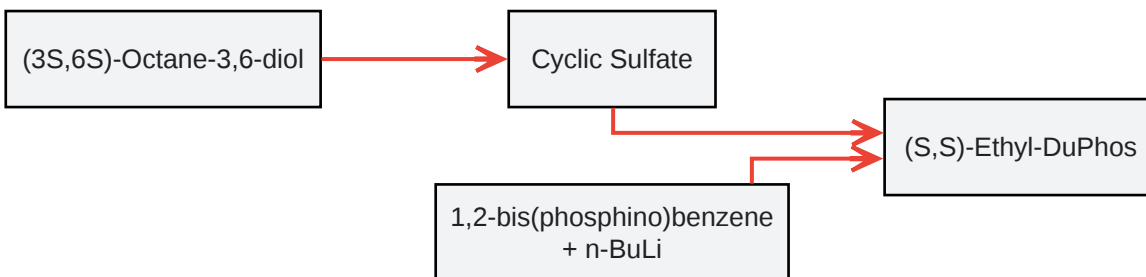 (3S,6S)-Octane-3,6-diol
Cyclic Sulfate
(S,S)-Ethyl-DuPhos
1,2-bis(phosphino)benzene
+ n-BuLi